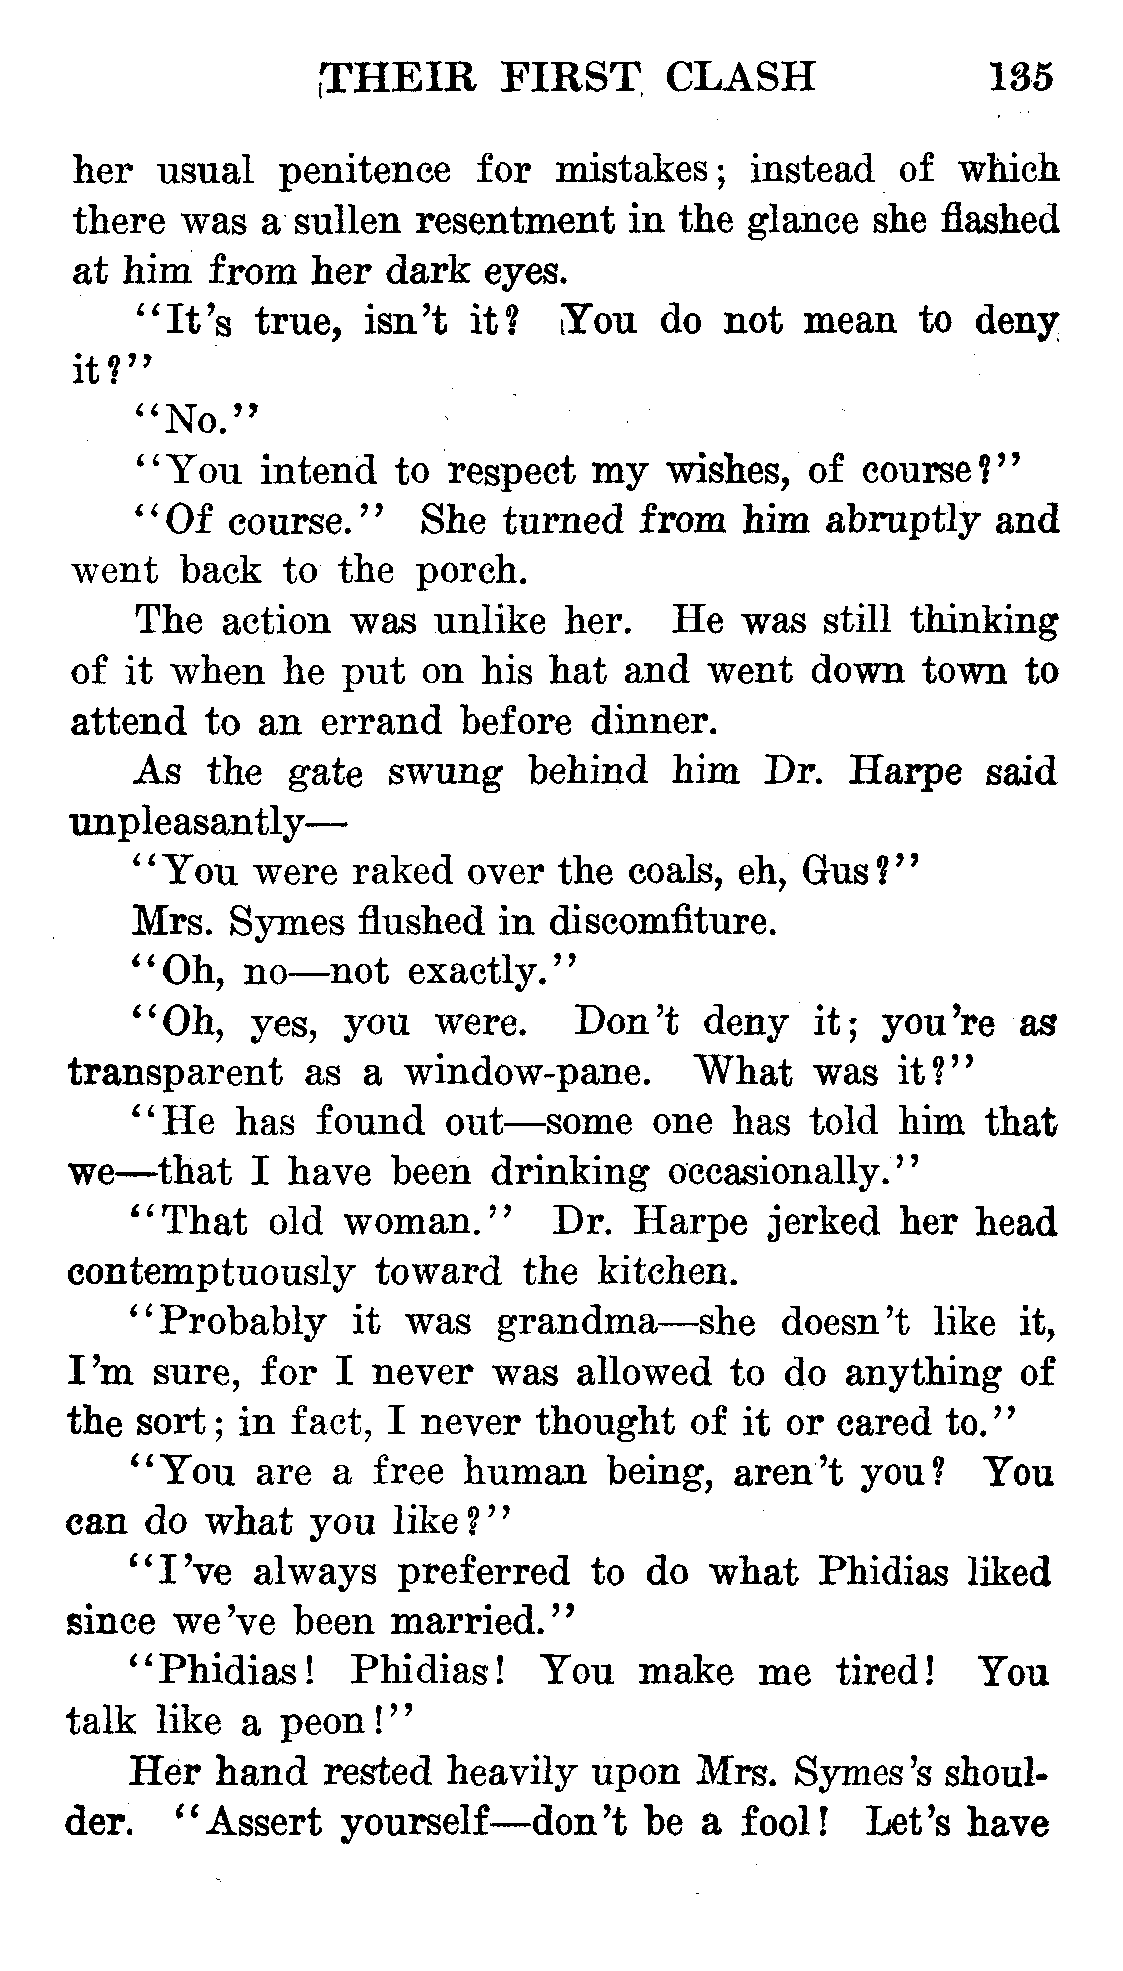 THEIR FIRST CLASH 135
her usual penitence for mistakes; instead of which
there was a sullen resentment in the glance she flashed
at him from her dark eyes.
"It's true, isn't it? You do not mean to deny
it?"
"No."
"You intend to respect my wishes, of course?"
"Of course." She turned from him abruptly and
went back to the porch.
The action was unlike her. He was still thinking
of it when he put on his hat and went down town to
attend to an errand before dinner.
As the gate swung behind him Dr. Harpe said
unpleasantly—
"You were raked over the coals, eh, Gus?"
Mrs. Symes flushed in discomfiture.
"Oh, no—not exactly."
"Oh, yes, you were. Don't deny it; you're as
transparent as a window-pane. What was it?"
"He has found out—some one has told him that
we—that I have been drinking occasionally."
"That old woman." Dr. Harpe jerked her head
contemptuously toward the kitchen.
"Probably it was grandma—she doesn't like it,
I'm sure, for I never was allowed to do anything of
the sort; in fact, I never thought of it or cared to."
"You are a free human being, aren't you? You
can do what you like?"
"I've always preferred to do what Phidias liked
since we've been married."
"Phidias! Phidias! You make me tired! You
talk like a peon!"
Her hand rested heavily upon Mrs. Symes's shoul-
der. "Assert yourself—don't be a fool! Let's have